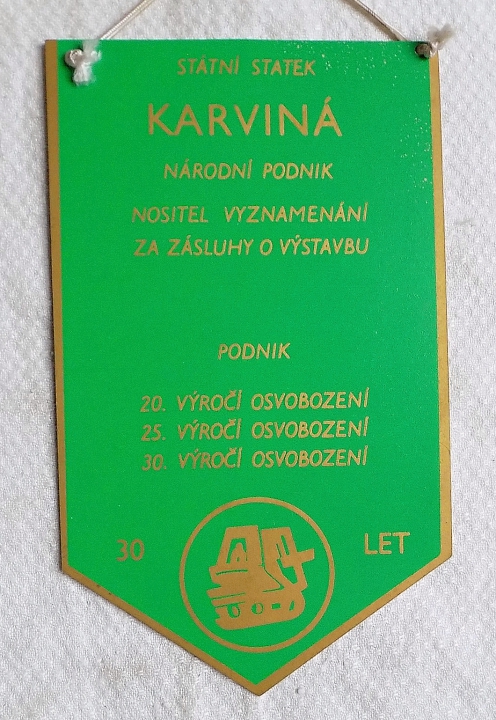 STÁTNÍ STATEK
KARVINÁ
NÁRODNÍ PODNIK
NOSITEL VYZNAMENÁNÍ
ZA ZÁSLUHY O VÝSTAVBU
PODNIK
20. VÝROČÍ OSVOBOZENÍ
25. VÝROČÍ OSVOBOZENÍ
30. VÝROČÍ OSVOBOZENÍ
30 LET